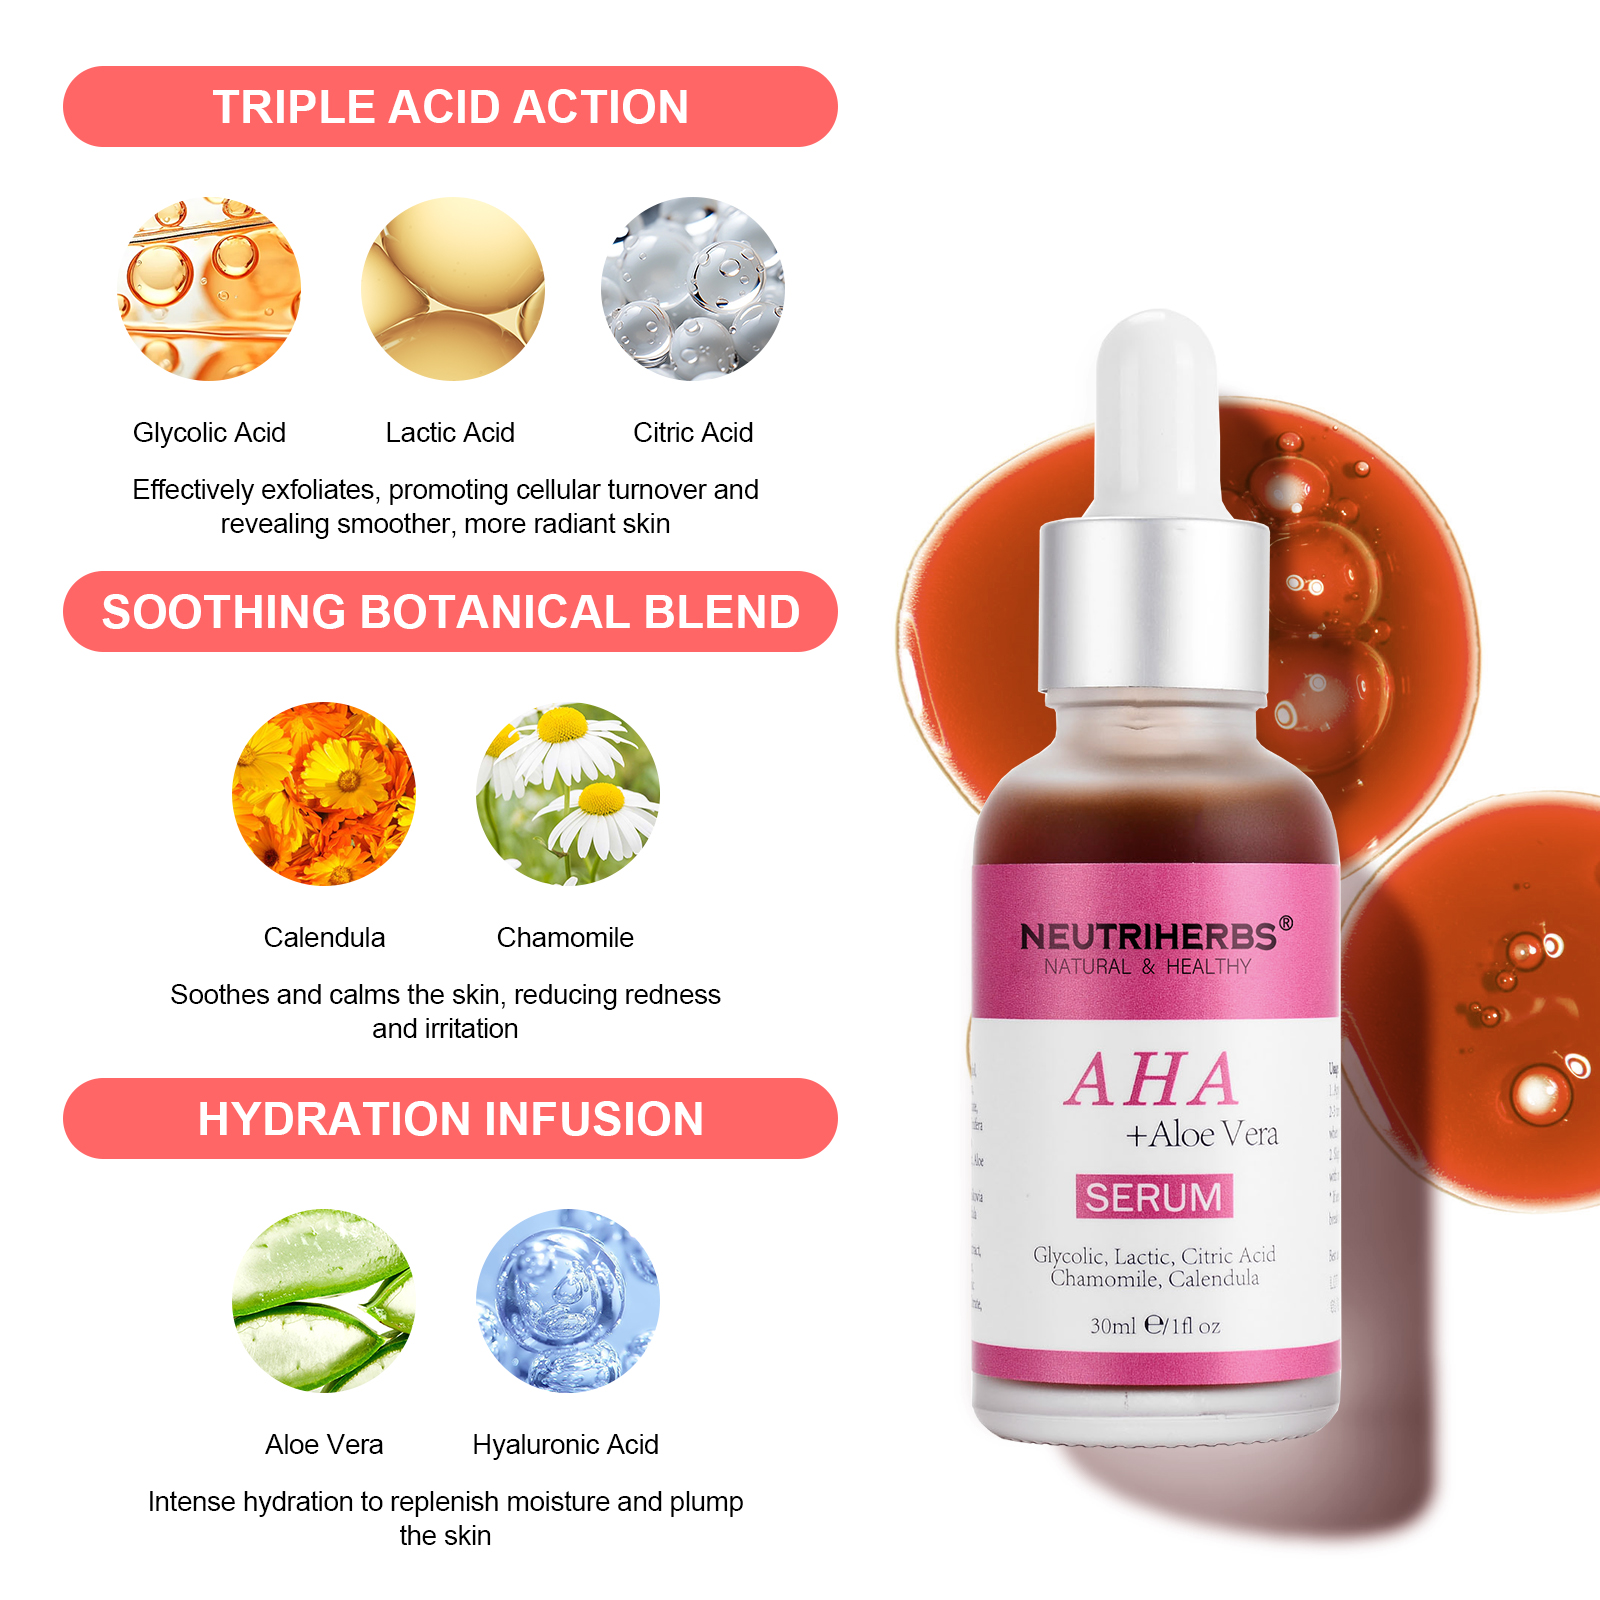 TRIPLE ACID ACTION
Glycolic Acid
Lactic Acid
Citric Acid
Effectively exfoliates, promoting cellular turnover and
revealing smoother, more radiant skin
SOOTHING BOTANICAL BLEND
Calendula
Chamomile
Soothes and calms the skin, reducing redness
and irritation
HYDRATION INFUSION
Aloe Vera
Hyaluronic Acid
Intense hydration to replenish moisture and plump
the skin
NEUTRIHERBS®
NATURAL & HEALTHY
AHA
+Aloe Vera
SERUM
Glycolic, Lactic, Citric Acid
Chamomile, Calendula
30ml ℮/1fl oz